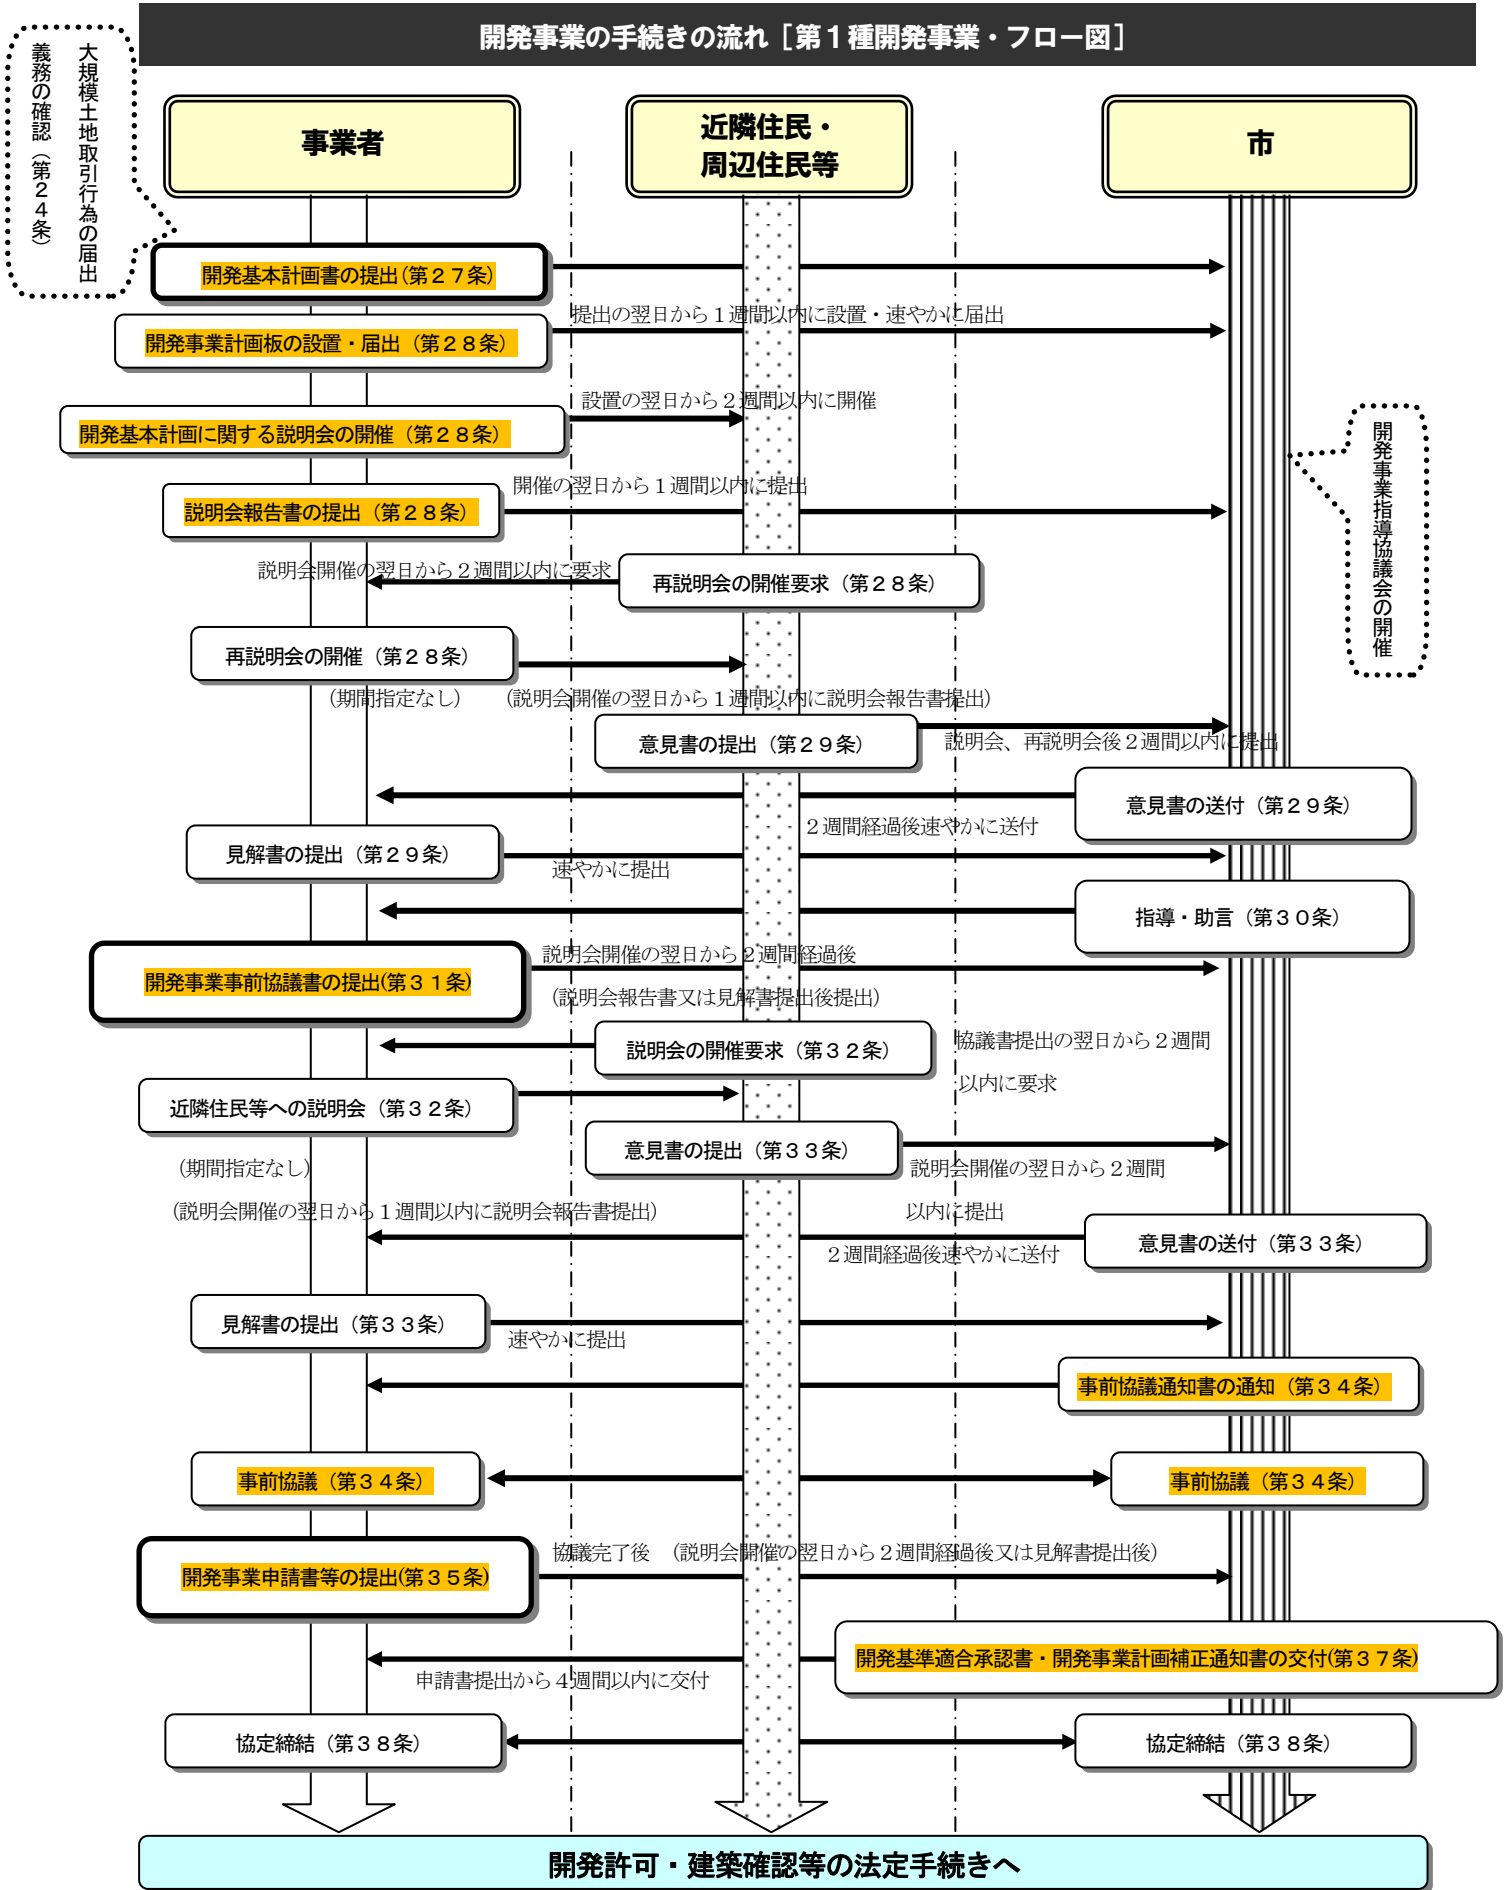 開発事業の手続きの流れ［第１種開発事業・フロー図］
大規模土地取引行為の届出
義務の確認（第２４条）
事業者
近隣住民・
周辺住民等
市
開発基本計画書の提出(第２７条)
提出の翌日から１週間以内に設置・速やかに届出
開発事業計画板の設置・届出（第２８条）
設置の翌日から２週間以内に開催
開発基本計画に関する説明会の開催（第２８条）
開発事業指導協議会の開催
開催の翌日から１週間以内に提出
説明会報告書の提出（第２８条）
説明会開催の翌日から２週間以内に要求
再説明会の開催要求（第２８条）
再説明会の開催（第２８条）
（期間指定なし）
（説明会開催の翌日から１週間以内に説明会報告書提出）
意見書の提出（第２９条）
説明会、再説明会後２週間以内に提出
意見書の送付（第２９条）
２週間経過後速やかに送付
見解書の提出（第２９条）
速やかに提出
指導・助言（第３０条）
説明会開催の翌日から２週間経過後
開発事業事前協議書の提出(第３１条)
（説明会報告書又は見解書提出後提出）
説明会の開催要求（第３２条）
協議書提出の翌日から２週間
以内に要求
近隣住民等への説明会（第３２条）
意見書の提出（第３３条）
（期間指定なし）
説明会開催の翌日から２週間
（説明会開催の翌日から１週間以内に説明会報告書提出）
以内に提出
意見書の送付（第３３条）
２週間経過後速やかに送付
見解書の提出（第３３条）
速やかに提出
事前協議通知書の通知（第３４条）
事前協議（第３４条）
事前協議（第３４条）
協議完了後　（説明会開催の翌日から２週間経過後又は見解書提出後）
開発事業申請書等の提出(第３５条)
開発基準適合承認書・開発事業計画補正通知書の交付(第３７条)
申請書提出から４週間以内に交付
協定締結（第３８条）
協定締結（第３８条）
開発許可・建築確認等の法定手続きへ